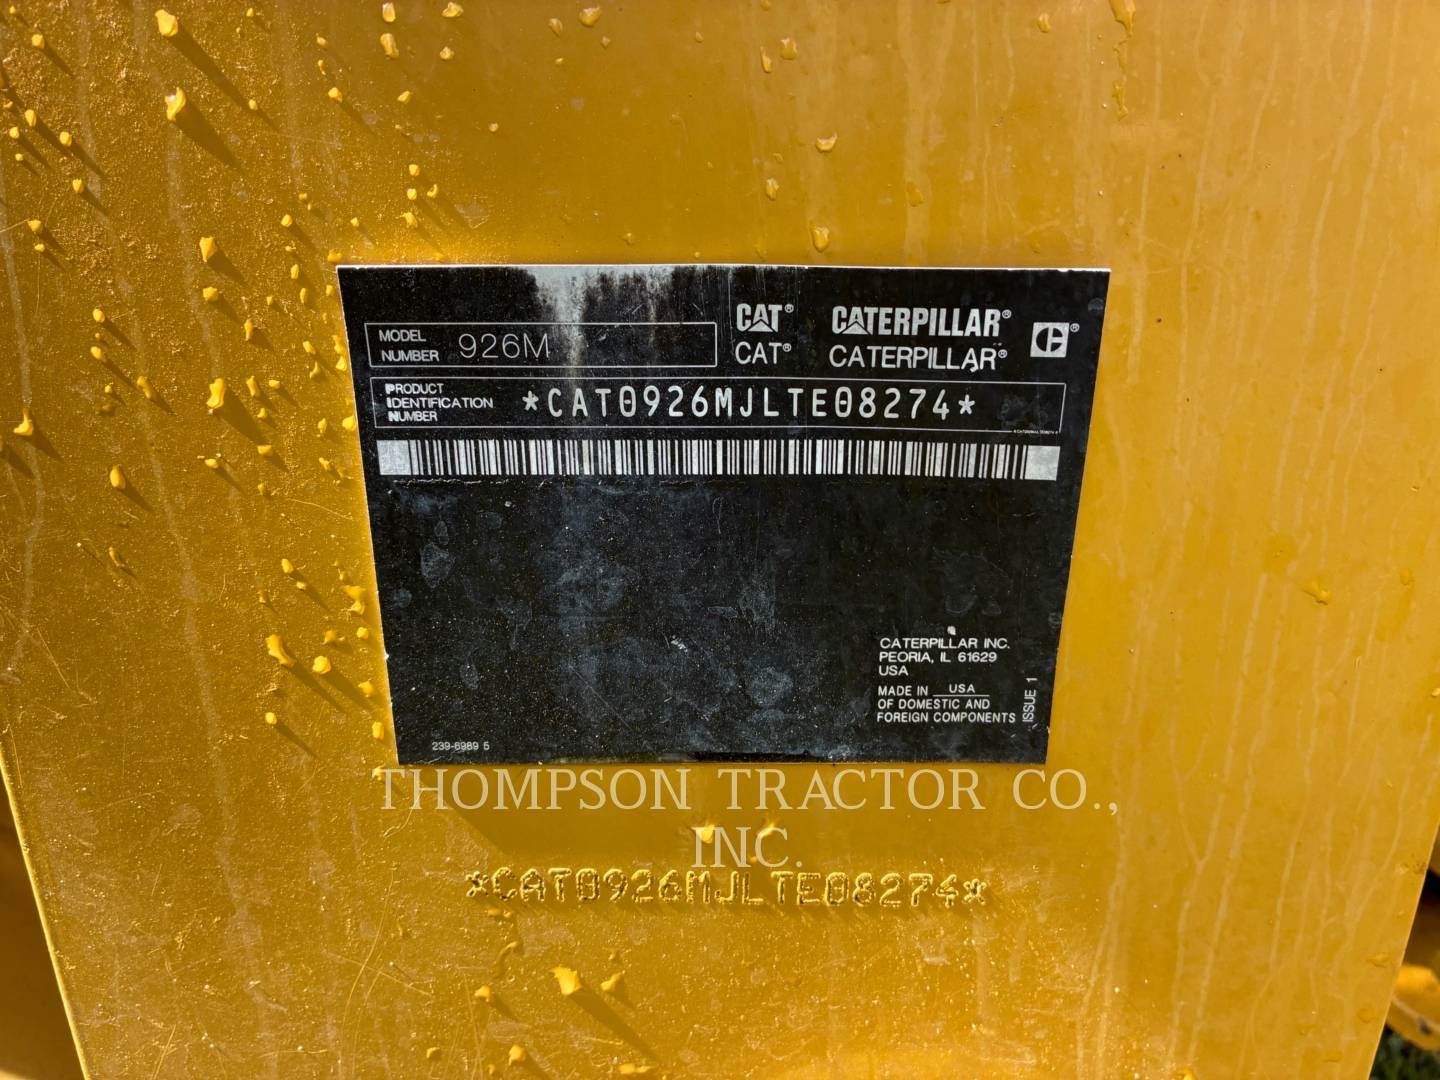 MODEL NUMBER 926M
CAT® CATERPILLAR®
CAT® CATERPILLAR®
PRODUCT
IDENTIFICATION
NUMBER
*CAT0926MJLTE08274*
CATERPILLAR INC.
PEORIA, IL 61629
USA
MADE IN USA
OF DOMESTIC AND
FOREIGN COMPONENTS
ISSUE 1
239-6989 5
THOMPSON TRACTOR CO.,
INC.
*CAT0926MJLTE08274*